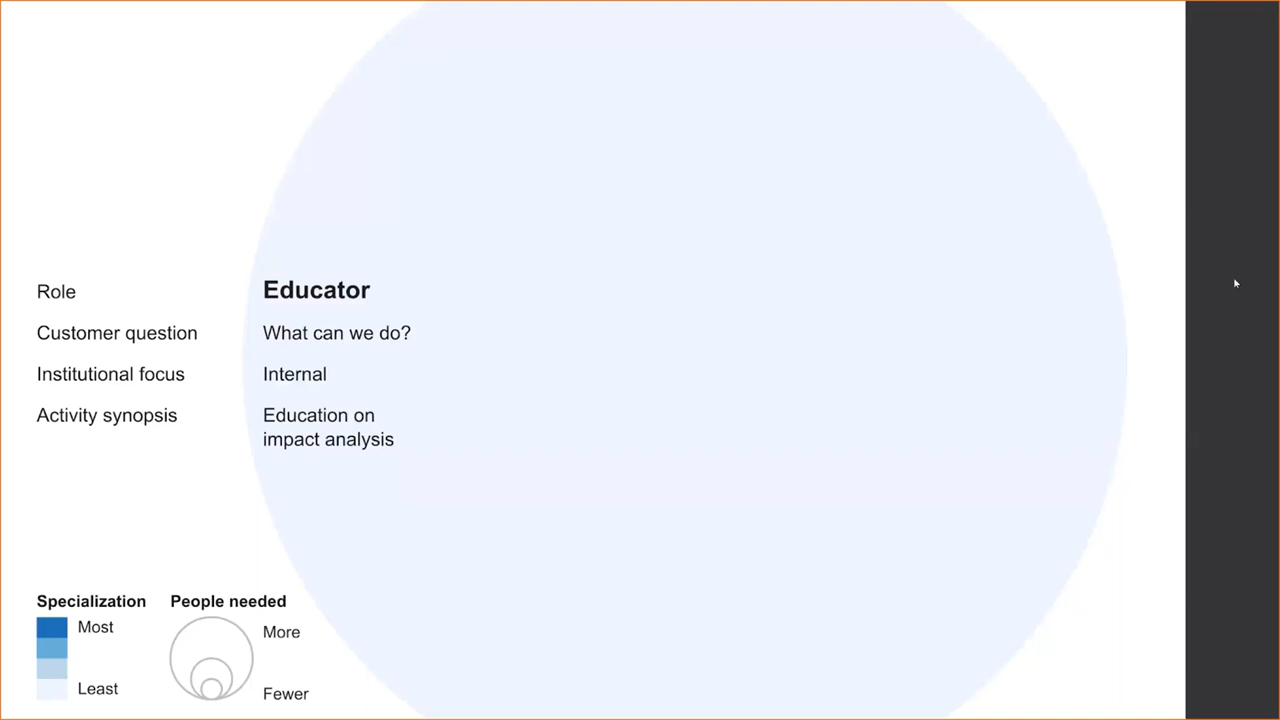 Role
Educator
Customer question
What can we do?
Institutional focus
Internal
Activity synopsis
Education on
impact analysis
Specialization
People needed
Most
More
Least
Fewer